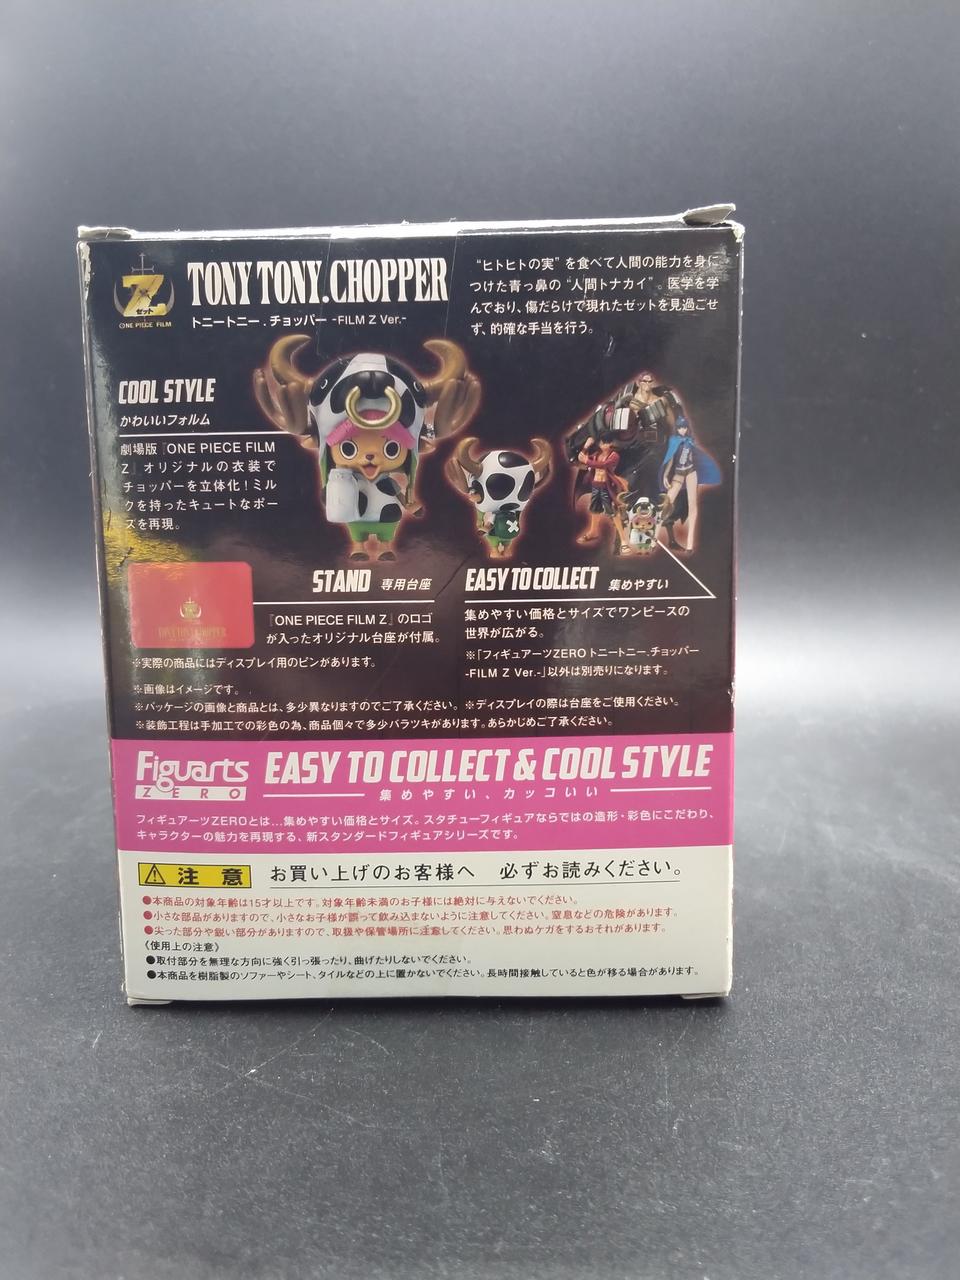 Z
ゼット
ONE PIECE FILM
TONY TONY.CHOPPER
トニートニー.チョッパー -FILM Z Ver.-
“ヒトヒトの実”を食べて人間の能力を身に
つけた青っ鼻の“人間トナカイ”。医学を学
んでおり、傷だらけで現れたゼットを見過ごせ
ず、的確な手当を行う。
COOL STYLE
かわいいフォルム
劇場版『ONE PIECE FILM
Z』オリジナルの衣装で
チョッパーを立体化!ミル
クを持ったキュートなポー
ズを再現。
STAND 専用台座
『ONE PIECE FILM Z』のロゴ
が入ったオリジナル台座が付属。
TONY TONY.CHOPPER
※実際の商品にはディスプレイ用のピンがあります。
EASY TO COLLECT 集めやすい
集めやすい価格とサイズでワンピースの
世界が広がる。
※「フィギュアーツZERO トニートニー.チョッパー
-FILM Z Ver.-」以外は別売りになります。
※画像はイメージです。
※パッケージの画像と商品とは、多少異なりますのでご了承ください。※ディスプレイの際は台座をご使用ください。
※装飾工程は手加工での彩色の為、商品個々で多少バラツキがあります。あらかじめご了承ください。
Figuarts
ZERO
EASY TO COLLECT & COOL STYLE
集めやすい、カッコいい
フィギュアーツZEROとは…集めやすい価格とサイズ。スタチューフィギュアならではの造形・彩色にこだわり、
キャラクターの魅力を再現する、新スタンダードフィギュアシリーズです。
注意 お買い上げのお客様へ 必ずお読みください。
●本商品の対象年齢は15才以上です。対象年齢未満のお子様には絶対に与えないでください。
●小さな部品がありますので、小さなお子様が誤って飲み込まないように注意してください。窒息などの危険があります。
●尖った部分や鋭い部分がありますので、取扱や保管場所に注意してください。思わぬケガをするおそれがあります。
《使用上の注意》
●取付部分を無理な方向に強く引っ張ったり、曲げたりしないでください。
●本商品を樹脂製のソファーやシート、タイルなどの上に置かないでください。長時間接触していると色が移る場合があります。